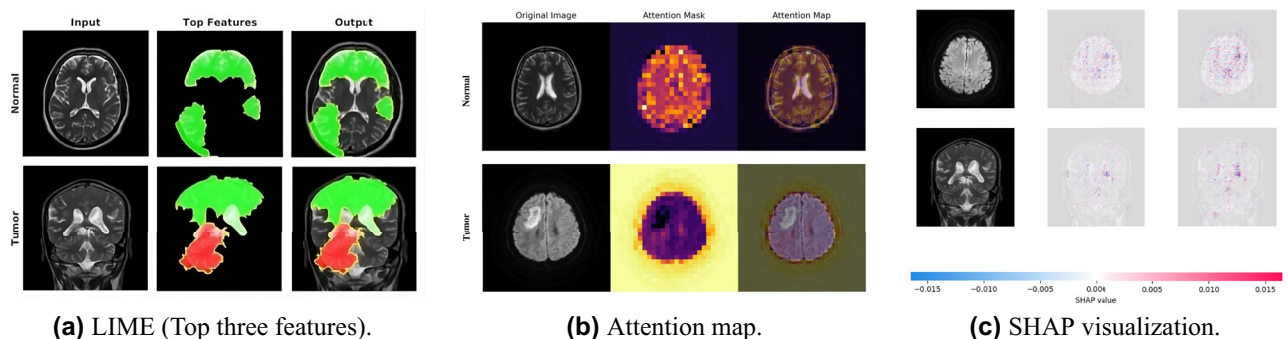 Input Top Features Output
Normal
Tumor
(a) LIME (Top three features).
Original Image Attention Mask Attention Map
Normal
Tumor
(b) Attention map.
−0.015 −0.010 −0.005 0.000 0.005 0.010 0.015
SHAP value
(c) SHAP visualization.